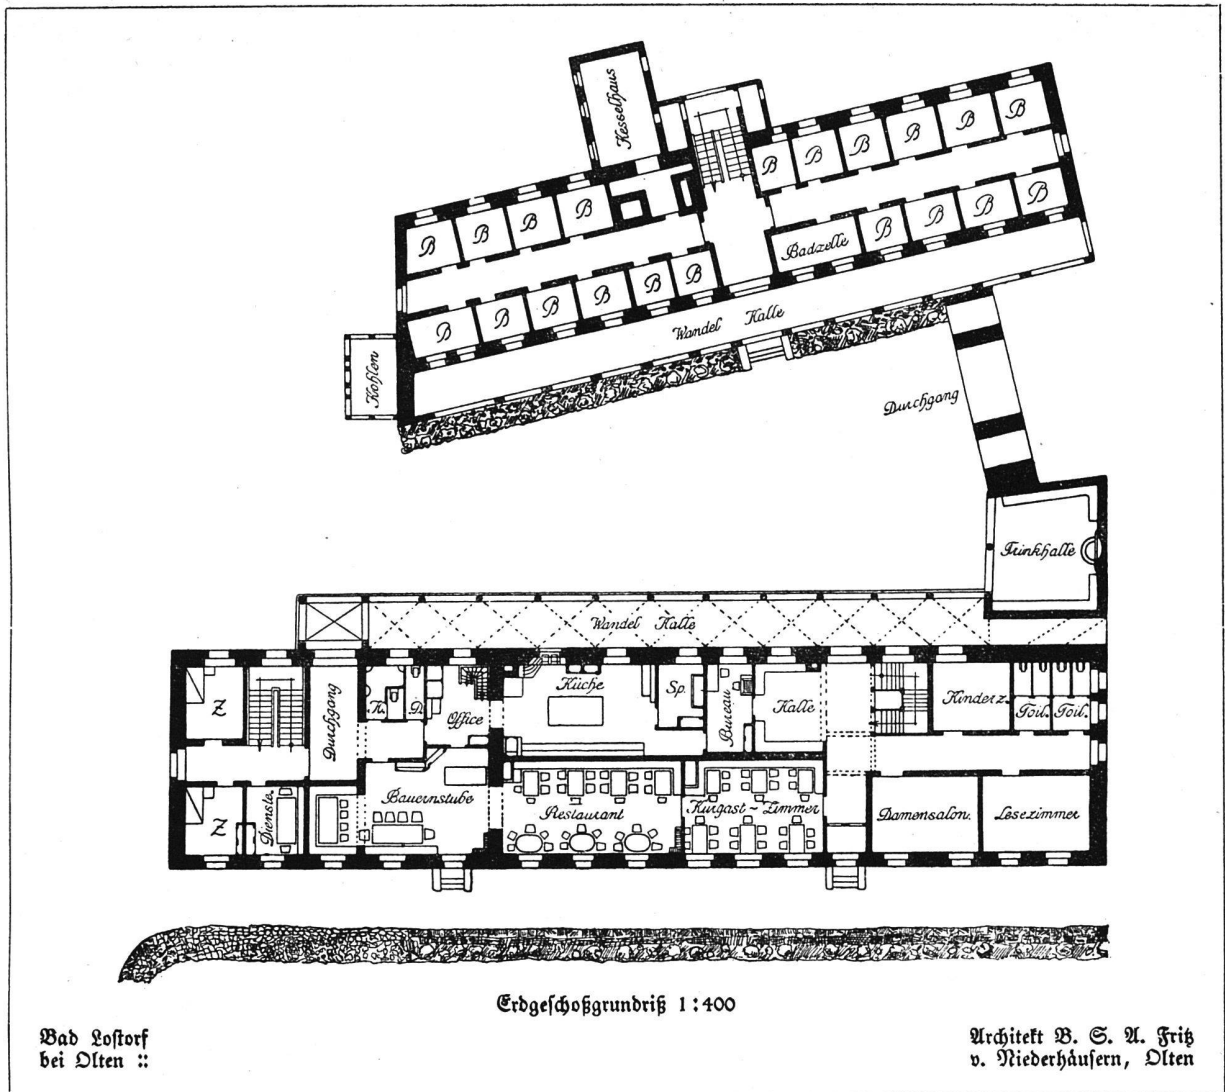 Kesselhaus
B
B
B
B
B
B
B
B
B
B
Badzelle
B
B
B
B
B
B
B
B
B
B
Wandel Halle
Kohlen
Durchgang
Trinkhalle
Wandel Halle
Z
Durchgang
H.
D.
Office
Küche
Sp.
Bureau
Halle
Kinderz.
Toil.
Toil.
Z
Dienste.
Bauernstube
Restaurant
Kurgast-Zimmer
Damensalon.
Lesezimmer
Erdgeschoßgrundriß 1:400
Bad Lostorf
bei Olten ::
Architekt B. S. A. Fritz
v. Niederhäusern, Olten